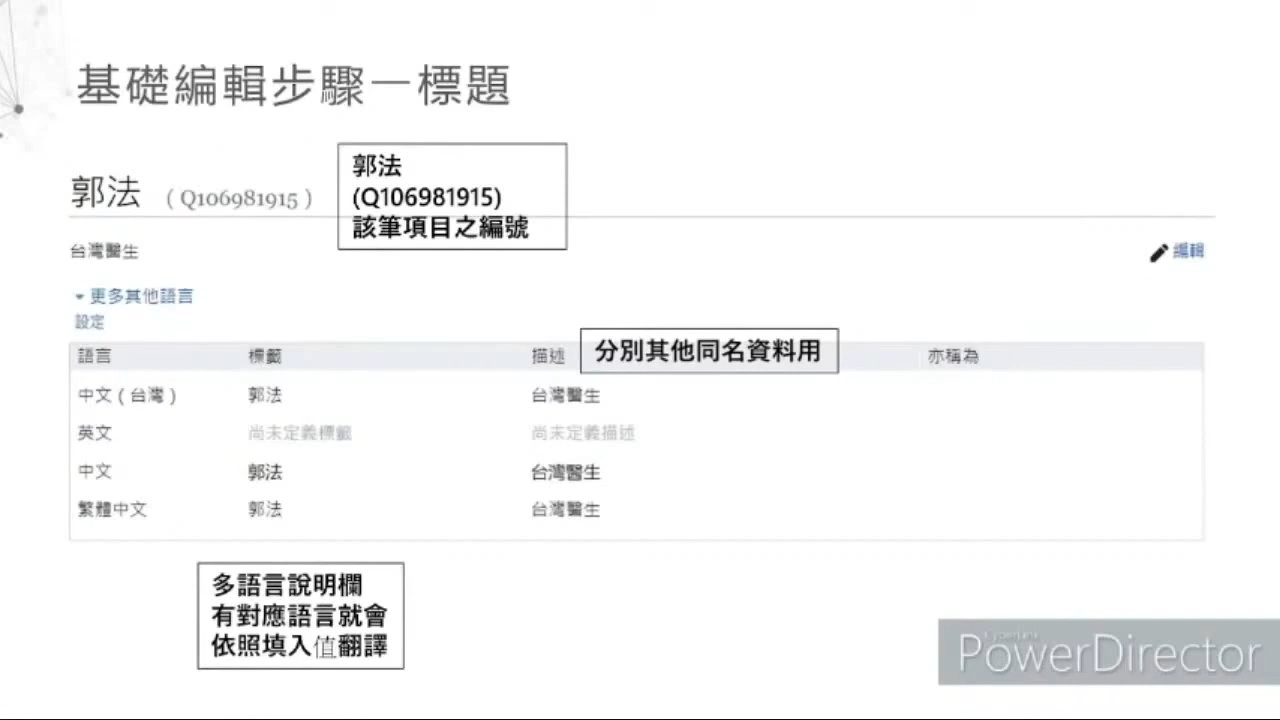 基礎編輯步驟一標題
郭法 ( Q106981915 )
郭法
(Q106981915)
該筆項目之編號
台灣醫生
編輯
更多其他語言
設定
語言 標籤 描述 分別其他同名資料用 亦稱為
中文 ( 台灣 ) 郭法 台灣醫生
英文 尚未定義標籤 尚未定義描述
中文 郭法 台灣醫生
繁體中文 郭法 台灣醫生
多語言說明欄
有對應語言就會
依照填入值翻譯
PowerDirector